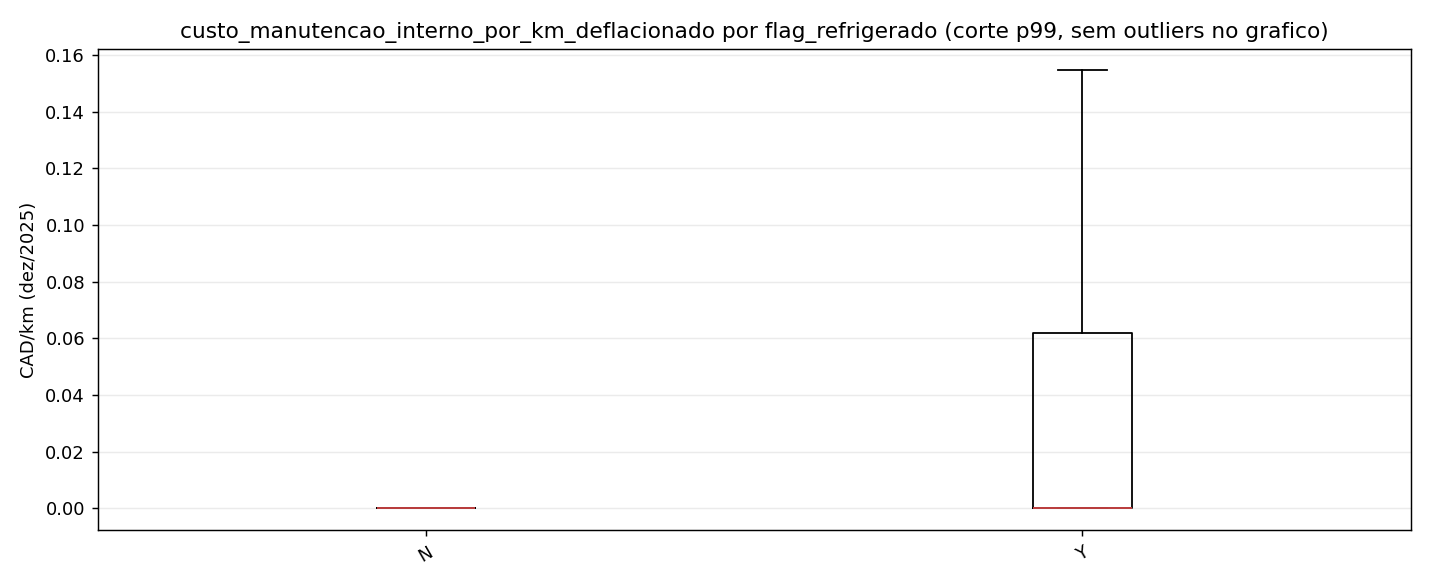 custo_manutencao_interno_por_km_deflacionado por flag_refrigerado (corte p99, sem outliers no grafico)
CAD/km (dez/2025)
0.16
0.14
0.12
0.10
0.08
0.06
0.04
0.02
0.00
N
Y